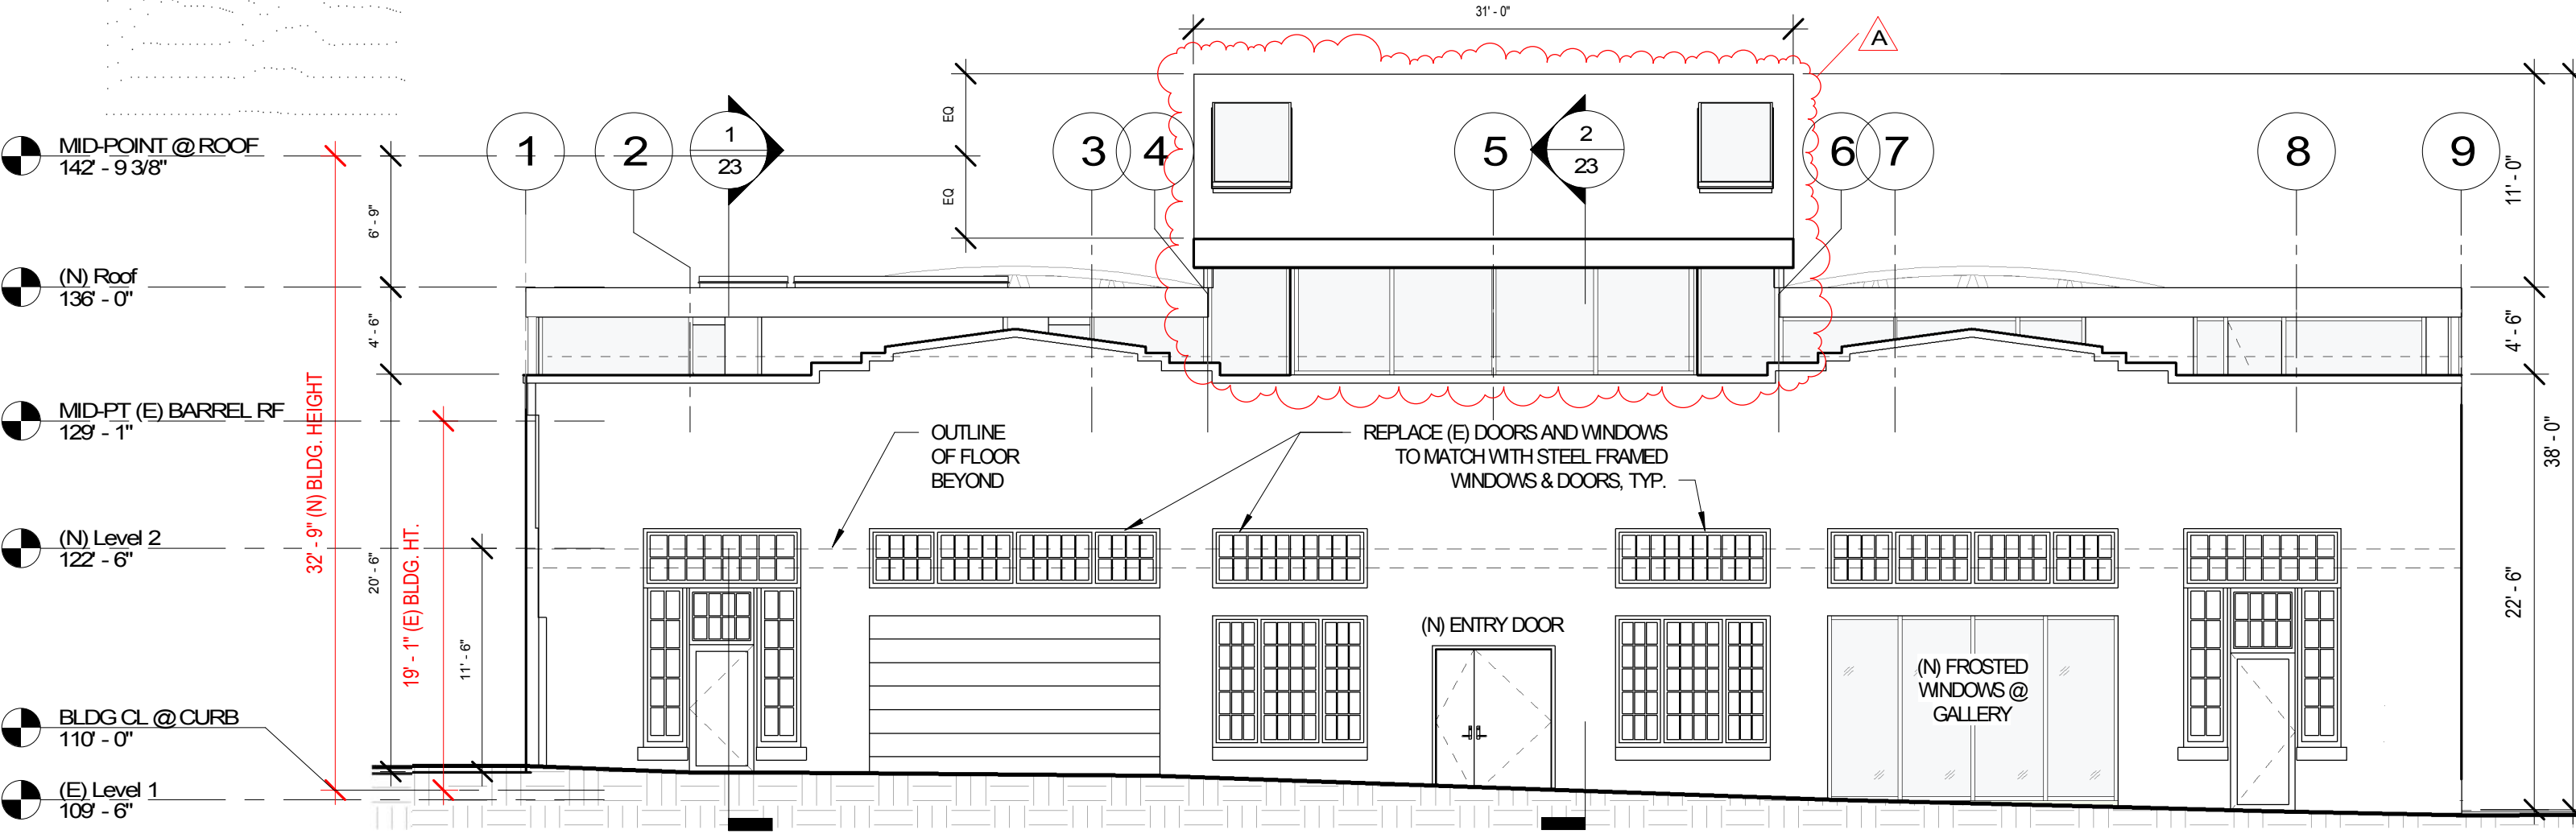 31' - 0"
A
EQ
EQ
MID-POINT @ ROOF
142' - 9 3/8"
1
2
1
23
3
4
5
2
23
6
7
8
9
11' - 0"
6' - 9"
(N) Roof
136' - 0"
4' - 6"
4' - 6"
38' - 0"
MID-PT (E) BARREL RF
129' - 1"
32' - 9" (N) BLDG. HEIGHT
OUTLINE
OF FLOOR
BEYOND
REPLACE (E) DOORS AND WINDOWS
TO MATCH WITH STEEL FRAMED
WINDOWS & DOORS, TYP.
(N) Level 2
122' - 6"
20' - 6"
19' - 1" (E) BLDG. HT.
11' - 6"
22' - 6"
(N) ENTRY DOOR
(N) FROSTED
WINDOWS @
GALLERY
BLDG CL @ CURB
110' - 0"
(E) Level 1
109' - 6"